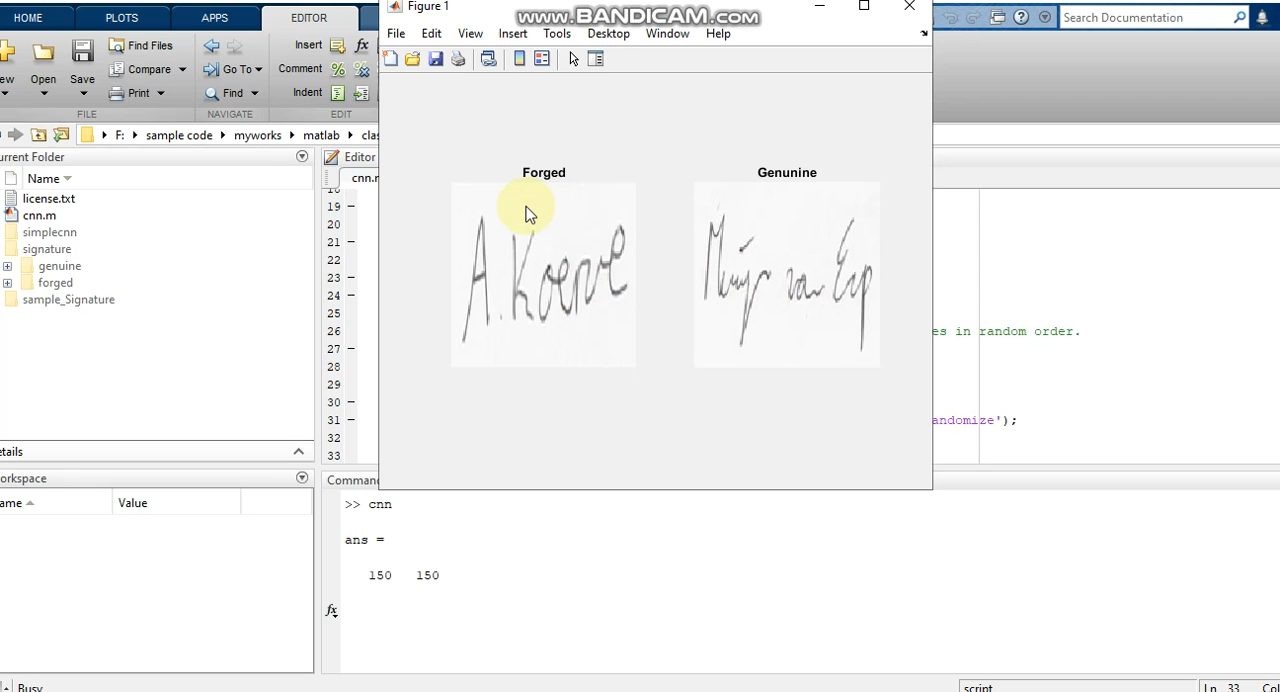 Figure 1
www.BANDICAM.com
HOME
PLOTS
APPS
EDITOR
Search Documentation
File
Edit
View
Insert
Tools
Desktop
Window
Help
Find Files
Insert
fx
Compare
Go To
Comment
Open
Save
Print
Find
Indent
FILE
NAVIGATE
EDIT
F:
sample code
myworks
matlab
urrent Folder
Editor
Name
license.txt
cnn.m
simplecnn
signature
genuine
forged
sample_Signature
19
20
21
22
23
24
25
26
27
28
29
30
31
32
33
Forged
Genunine
A. Koerve
es in random order.
andomize');
etails
orkspace
ame
Value
>> cnn
ans =
150 150
fx
Busy
script
Ln 33